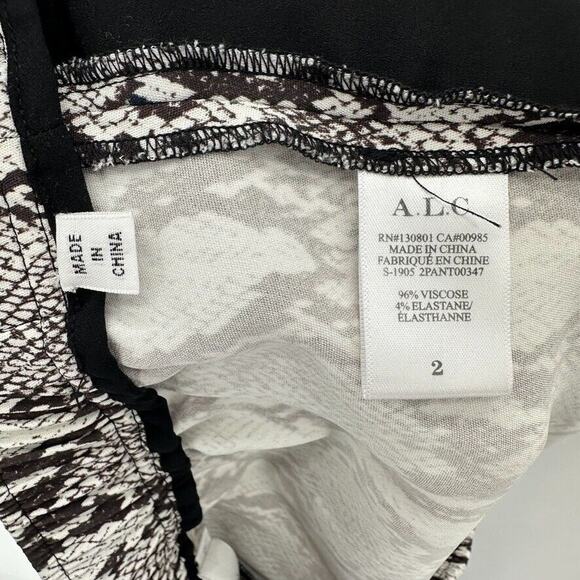 MADE
IN
CHINA
A.L.C.
RN#130801 CA#00985
MADE IN CHINA
FABRIQUÉ EN CHINE
S-1905 2PANT00347
96% VISCOSE
4% ELASTANE/
ÉLASTHANNE
2